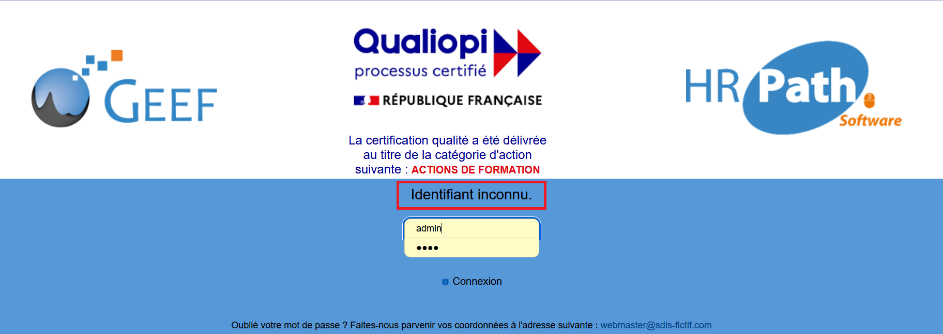 GEEF
Qualiopi
processus certifié
RÉPUBLIQUE FRANÇAISE
HR Path
Software
La certification qualité a été délivrée
au titre de la catégorie d'action
suivante : ACTIONS DE FORMATION
Identifiant inconnu.
admin
••••
Connexion
Oublié votre mot de passe ? Faites-nous parvenir vos coordonnées à l'adresse suivante : webmaster@sdis-fictif.com